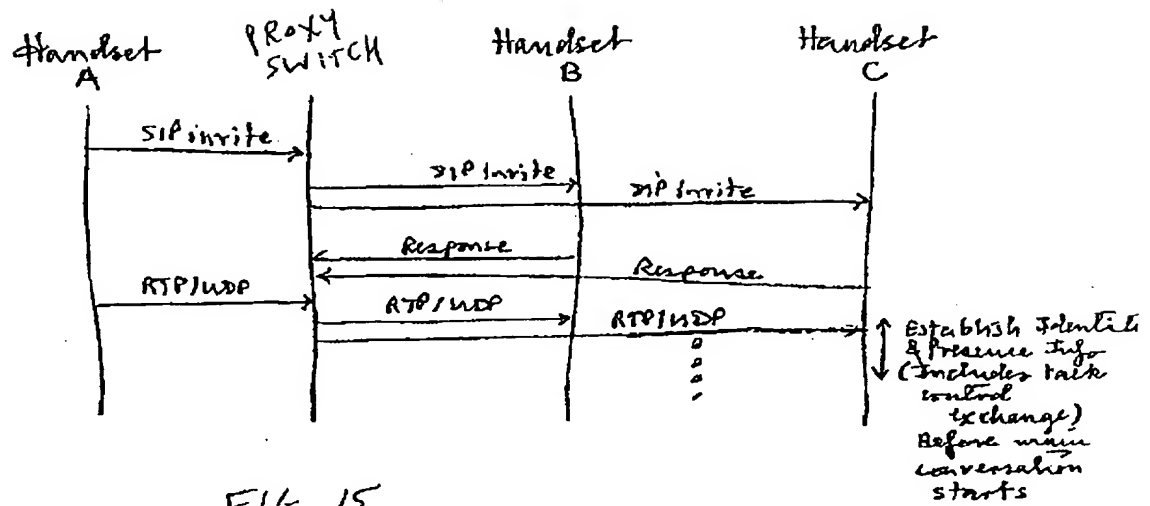 Handset
A
PROXY
SWITCH
Handset
B
Handset
C
SIP invite
SIP Invite
SIP Invite
Response
Response
RTP/UDP
RTP/UDP
RTP/UDP
Establish Identiti
& Presence Info
(Includes talk
control
exchange)
Before main
conversation
starts
FIG. 15